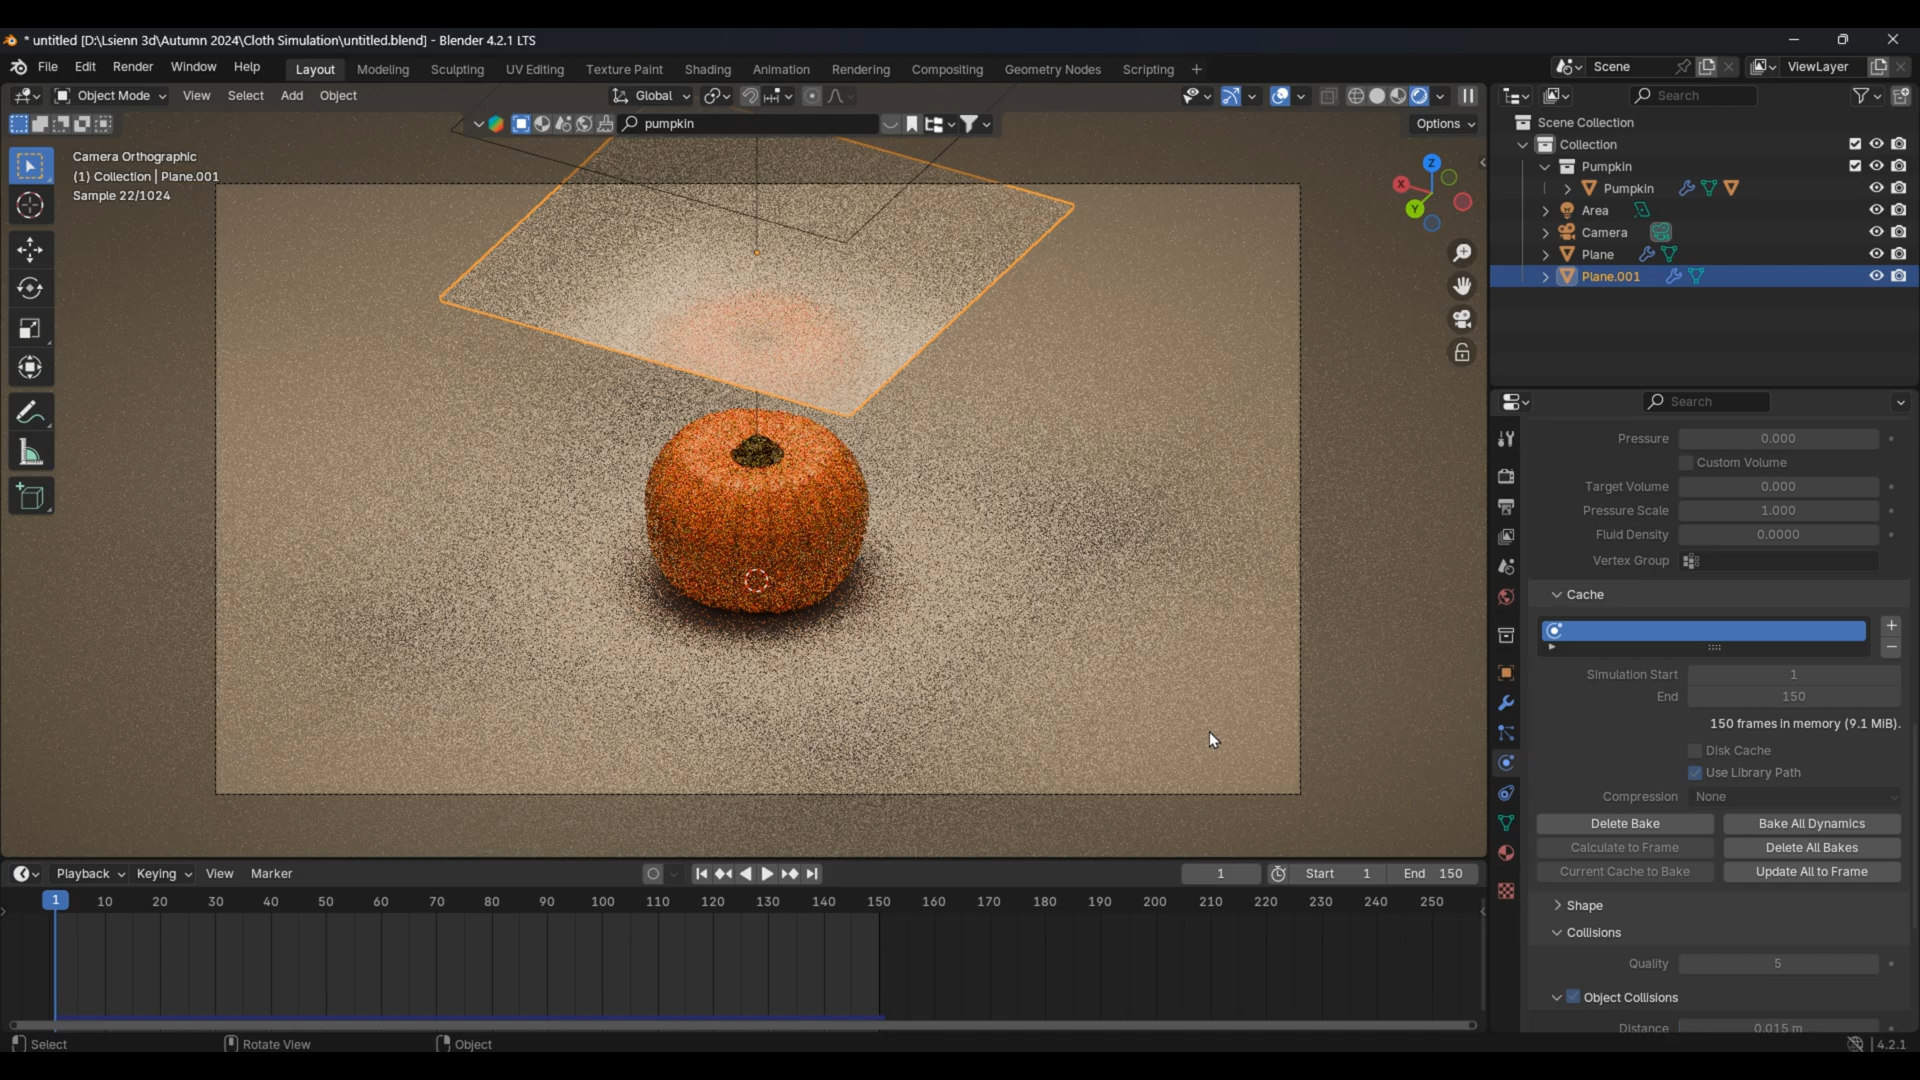 * untitled [D:\Lsienn 3d\Autumn 2024\Cloth Simulation\untitled.blend] - Blender 4.2.1 LTS
File Edit Render Window Help Layout Modeling Sculpting UV Editing Texture Paint Shading Animation Rendering Compositing Geometry Nodes Scripting + Scene ViewLayer
Object Mode View Select Add Object Global Search
pumpkin Options
Camera Orthographic
(1) Collection | Plane.001
Sample 22/1024
Z
X
Y
Scene Collection
Collection
Pumpkin
Pumpkin
Area
Camera
Plane
Plane.001
Search
Pressure 0.000
Custom Volume
Target Volume 0.000
Pressure Scale 1.000
Fluid Density 0.0000
Vertex Group
Cache
Simulation Start 1
End 150
150 frames in memory (9.1 MiB).
Disk Cache
Use Library Path
Compression None
Delete Bake Bake All Dynamics
Calculate to Frame Delete All Bakes
Current Cache to Bake Update All to Frame
Shape
Collisions
Quality 5
Object Collisions
Distance 0.015 m
Playback Keying View Marker 1 Start 1 End 150
1 10 20 30 40 50 60 70 80 90 100 110 120 130 140 150 160 170 180 190 200 210 220 230 240 250
Select Rotate View Object 4.2.1